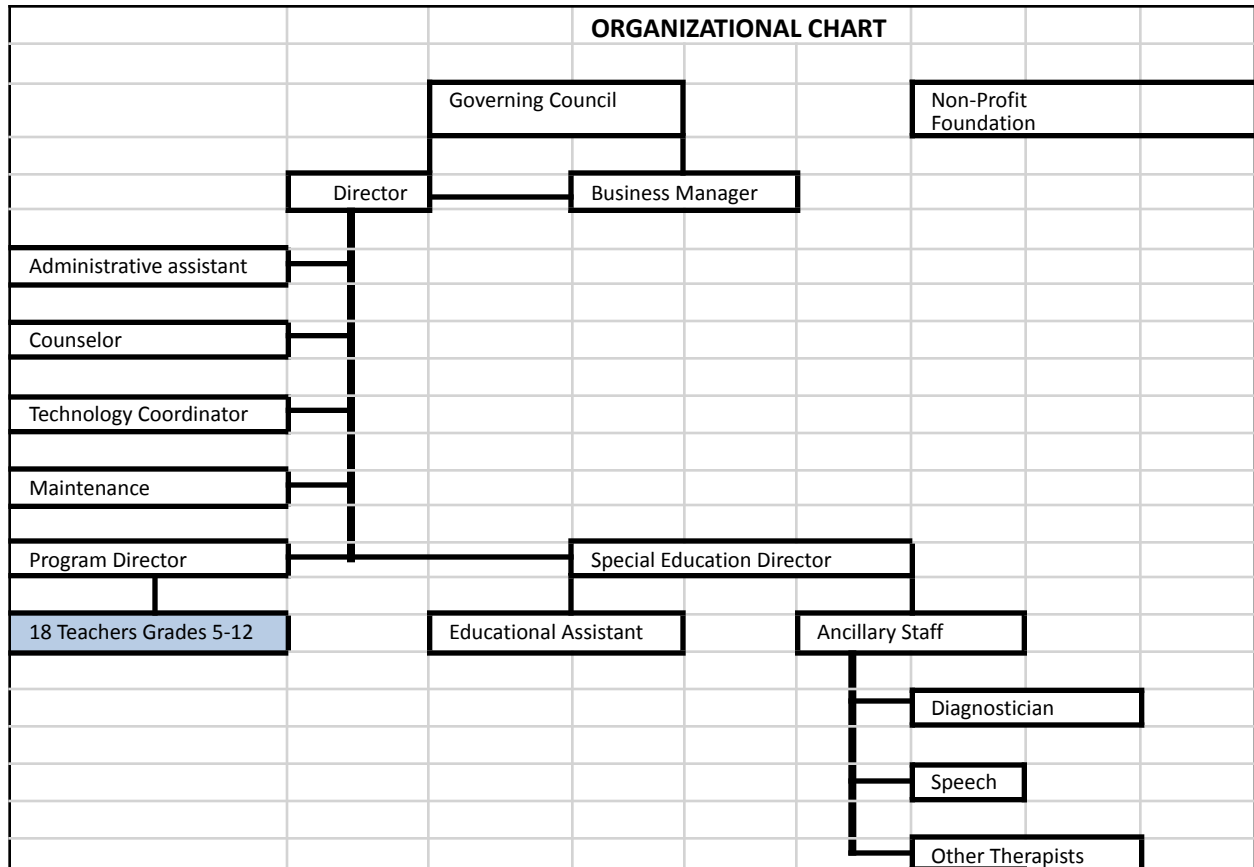 ORGANIZATIONAL CHART
Governing Council
Non-Profit
Foundation
Director
Business Manager
Administrative assistant
Counselor
Technology Coordinator
Maintenance
Program Director
Special Education Director
18 Teachers Grades 5-12
Educational Assistant
Ancillary Staff
Diagnostician
Speech
Other Therapists